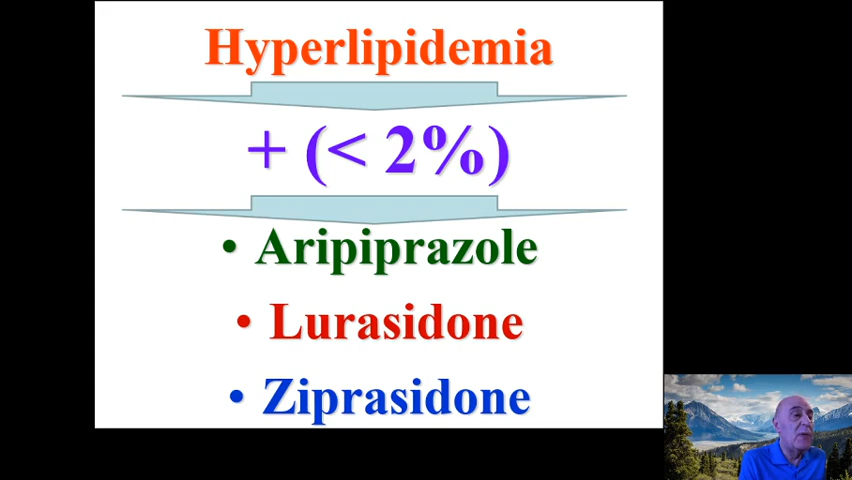 Hyperlipidemia
+ (< 2%)
• Aripiprazole
• Lurasidone
• Ziprasidone